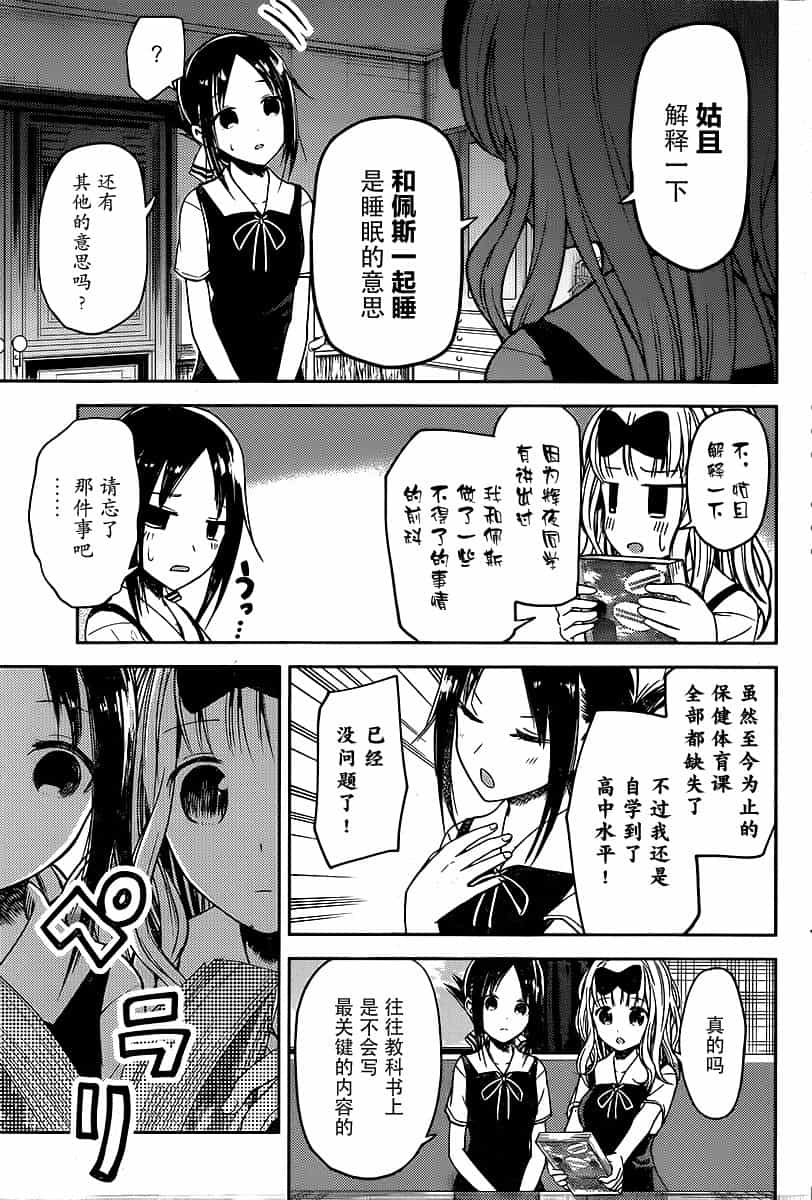 姑且
解释一下
和佩斯一起睡
是睡眠的意思
?
还有
其他的意思吗?
不,姑且
解释一下
因为辉夜同学
有讲出过
我和佩斯
做了一些
不得了的事情
的前科
うっ…
请忘了
那件事吧
……
虽然至今为止的
保健体育课
全部都缺失了
不过我还是
自学到了
高中水平!
已经
没问题了!
真的吗
往往教科书上
是不会写
最关键的内容的
ペラリ